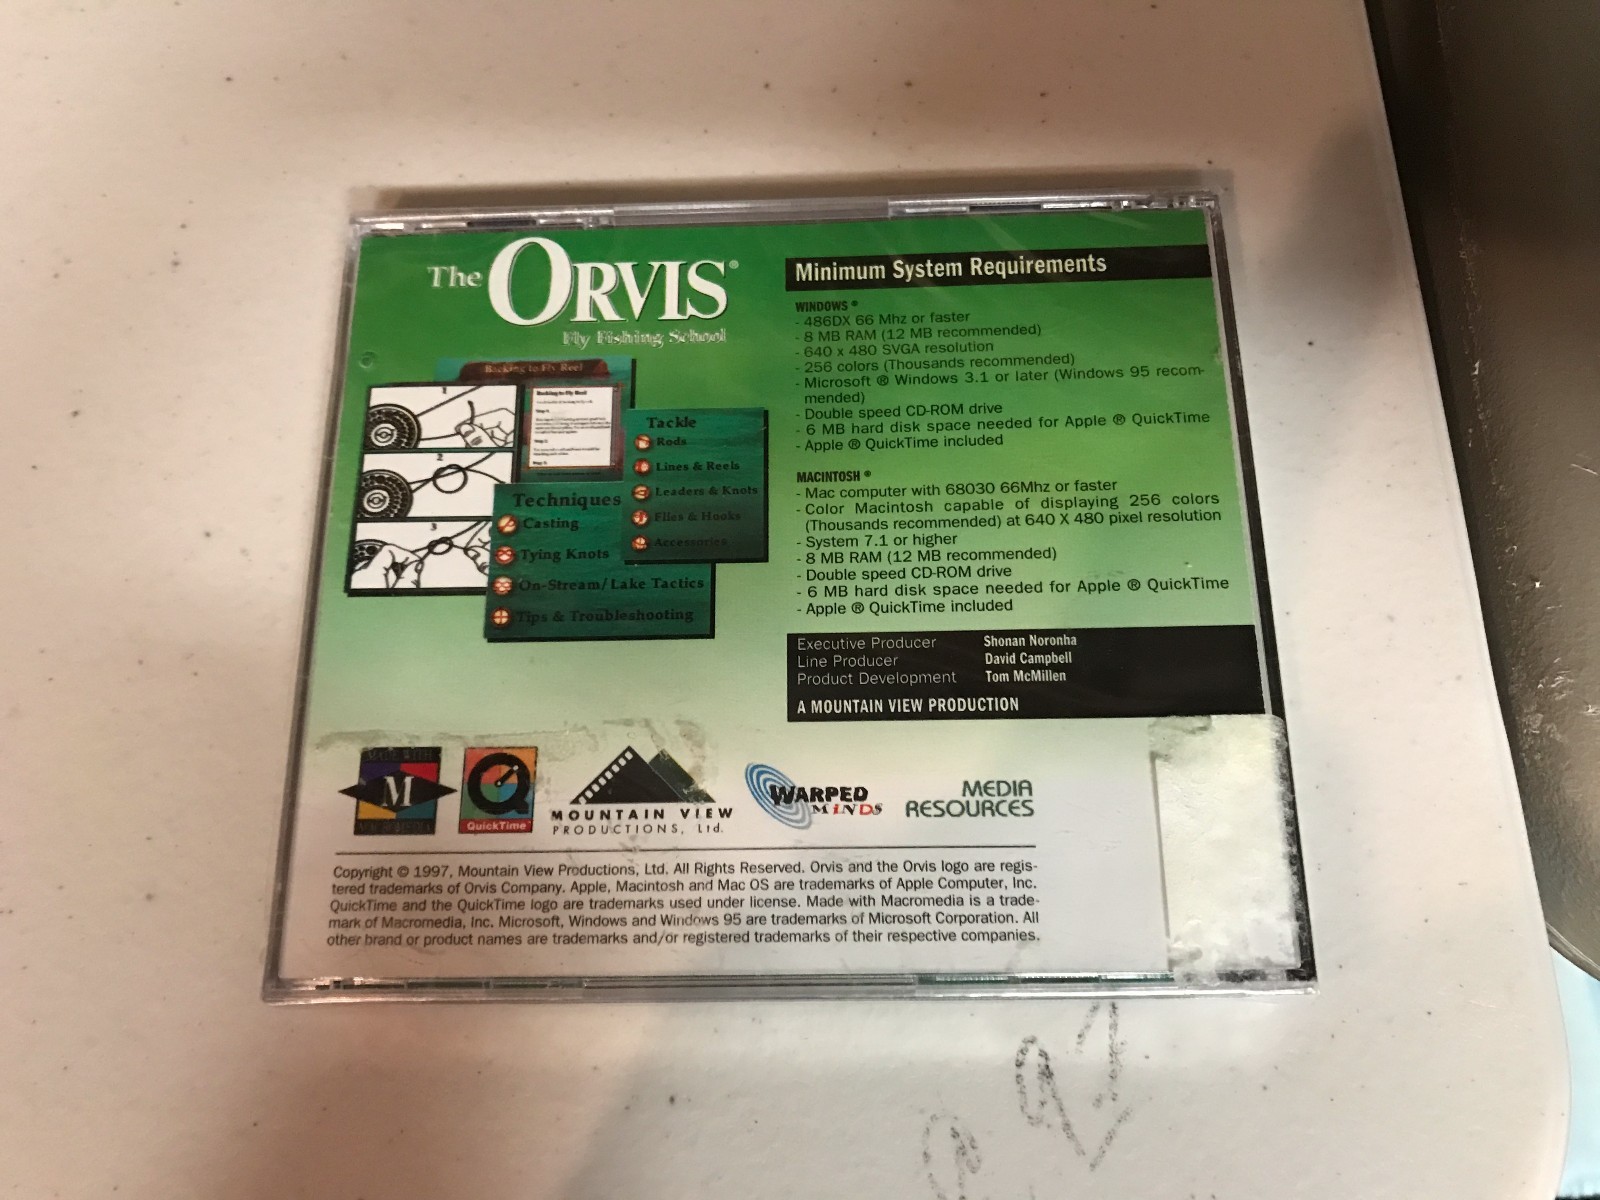 The ORVIS®
Fly Fishing School
Backing to Fly Reel
1
2
3
Backing to Fly Reel
Tackle
Rods
Lines & Reels
Leaders & Knots
Flies & Hooks
Accessories
Techniques
Casting
Tying Knots
On-Stream/Lake Tactics
Tips & Troubleshooting
Minimum System Requirements
WINDOWS ®
- 486DX 66 Mhz or faster
- 8 MB RAM (12 MB recommended)
- 640 x 480 SVGA resolution
- 256 colors (Thousands recommended)
- Microsoft ® Windows 3.1 or later (Windows 95 recom-
mended)
- Double speed CD-ROM drive
- 6 MB hard disk space needed for Apple ® QuickTime
- Apple ® QuickTime included
MACINTOSH ®
- Mac computer with 68030 66Mhz or faster
- Color Macintosh capable of displaying 256 colors
(Thousands recommended) at 640 X 480 pixel resolution
- System 7.1 or higher
- 8 MB RAM (12 MB recommended)
- Double speed CD-ROM drive
- 6 MB hard disk space needed for Apple ® QuickTime
- Apple ® QuickTime included
Executive Producer Shonan Noronha
Line Producer David Campbell
Product Development Tom McMillen
A MOUNTAIN VIEW PRODUCTION
MADE WITH
M
MACROMEDIA
QuickTime™
MOUNTAIN VIEW
PRODUCTIONS, Ltd.
WARPED
MiNDS
MEDIA
RESOURCES
Copyright © 1997, Mountain View Productions, Ltd. All Rights Reserved. Orvis and the Orvis logo are regis-
tered trademarks of Orvis Company. Apple, Macintosh and Mac OS are trademarks of Apple Computer, Inc.
QuickTime and the QuickTime logo are trademarks used under license. Made with Macromedia is a trade-
mark of Macromedia, Inc. Microsoft, Windows and Windows 95 are trademarks of Microsoft Corporation. All
other brand or product names are trademarks and/or registered trademarks of their respective companies.